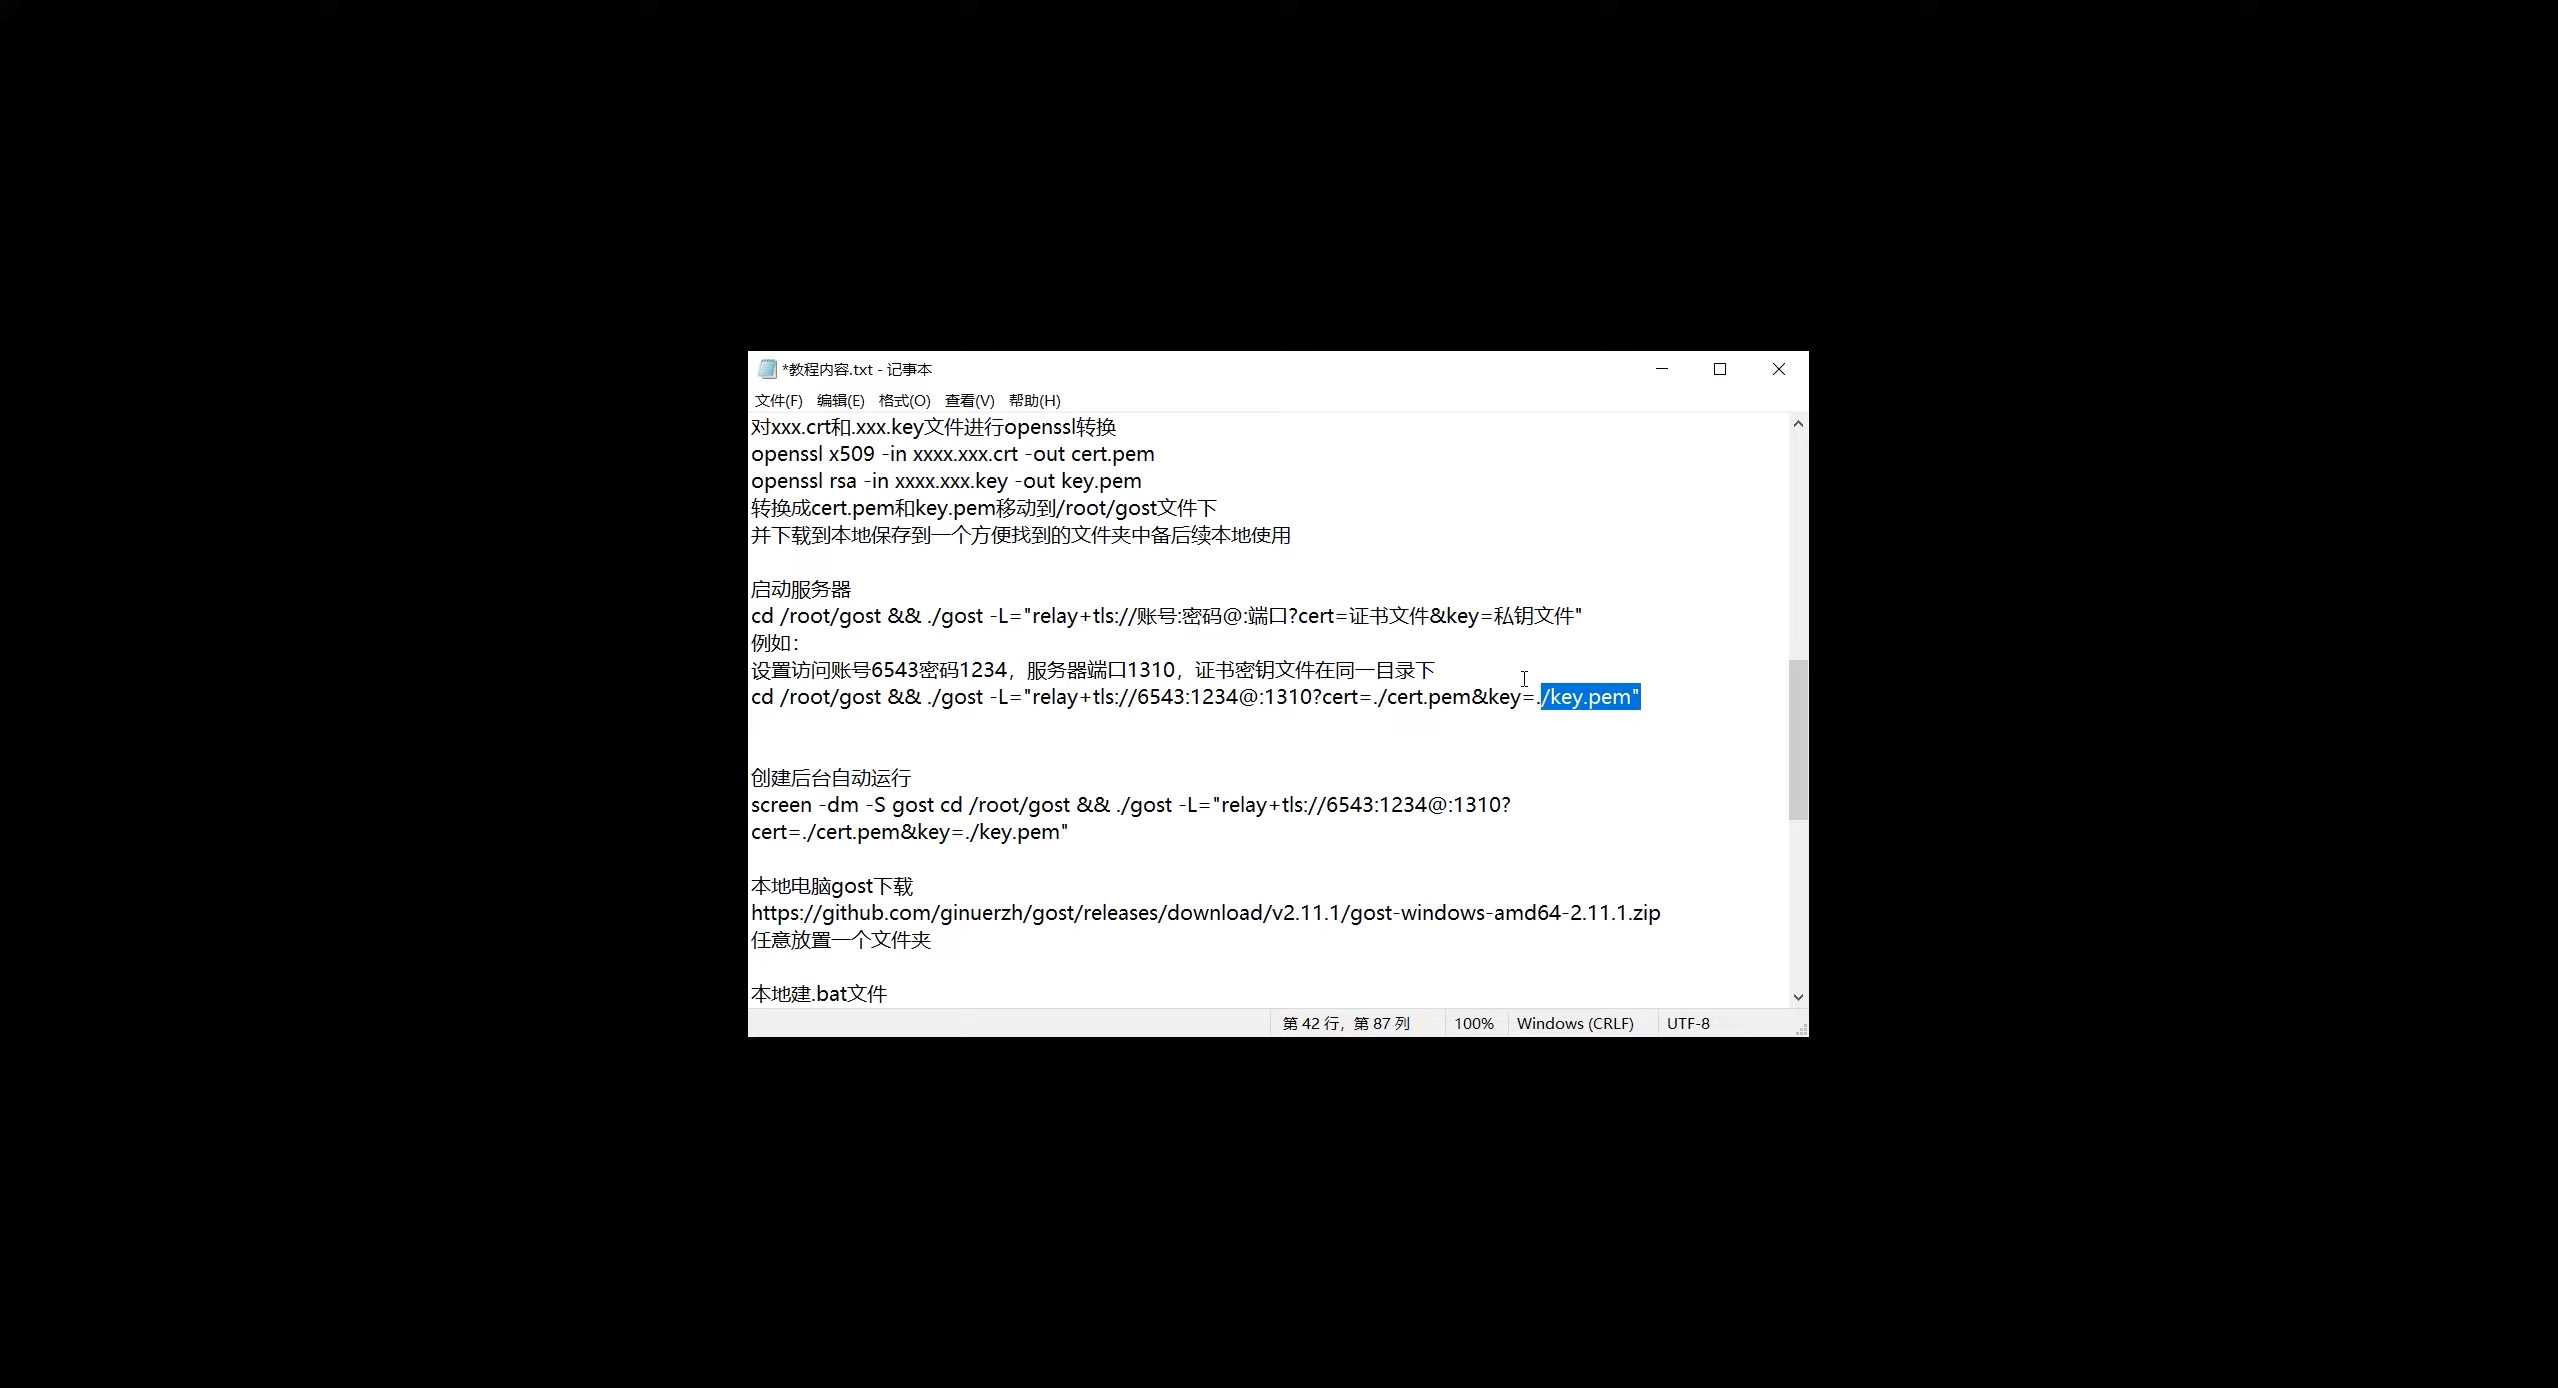 *教程内容.txt - 记事本
文件(F) 编辑(E) 格式(O) 查看(V) 帮助(H)
对xxx.crt和.xxx.key文件进行openssl转换
openssl x509 -in xxxx.xxx.crt -out cert.pem
openssl rsa -in xxxx.xxx.key -out key.pem
转换成cert.pem和key.pem移动到/root/gost文件下
并下载到本地保存到一个方便找到的文件夹中备后续本地使用
启动服务器
cd /root/gost && ./gost -L="relay+tls://账号:密码@:端口?cert=证书文件&key=私钥文件"
例如：
设置访问账号6543密码1234，服务器端口1310，证书密钥文件在同一目录下
cd /root/gost && ./gost -L="relay+tls://6543:1234@:1310?cert=./cert.pem&key=./key.pem"
创建后台自动运行
screen -dm -S gost cd /root/gost && ./gost -L="relay+tls://6543:1234@:1310?
cert=./cert.pem&key=./key.pem"
本地电脑gost下载
https://github.com/ginuerzh/gost/releases/download/v2.11.1/gost-windows-amd64-2.11.1.zip
任意放置一个文件夹
本地建.bat文件
第 42 行，第 87 列 100% Windows (CRLF) UTF-8